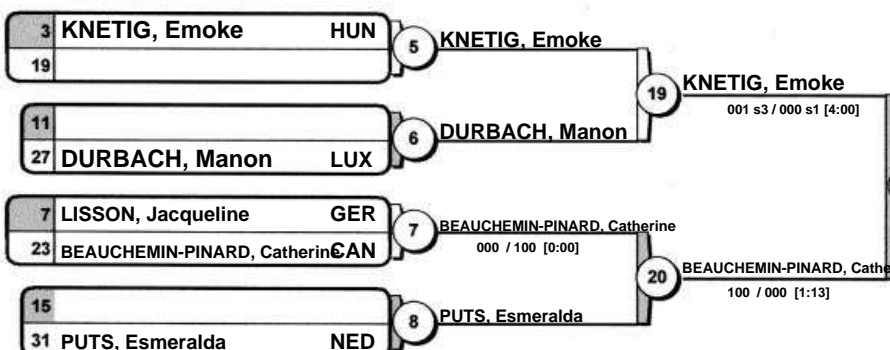 3 KNETIG, Emoke HUN
19
5 KNETIG, Emoke
11
27 DURBACH, Manon LUX
6 DURBACH, Manon
19 KNETIG, Emoke
001 s3 / 000 s1 [4:00]
7 LISSON, Jacqueline GER
23 BEAUCHEMIN-PINARD, Catherine CAN
7 BEAUCHEMIN-PINARD, Catherine
000 / 100 [0:00]
15
31 PUTS, Esmeralda NED
8 PUTS, Esmeralda
20 BEAUCHEMIN-PINARD, Cathe
100 / 000 [1:13]